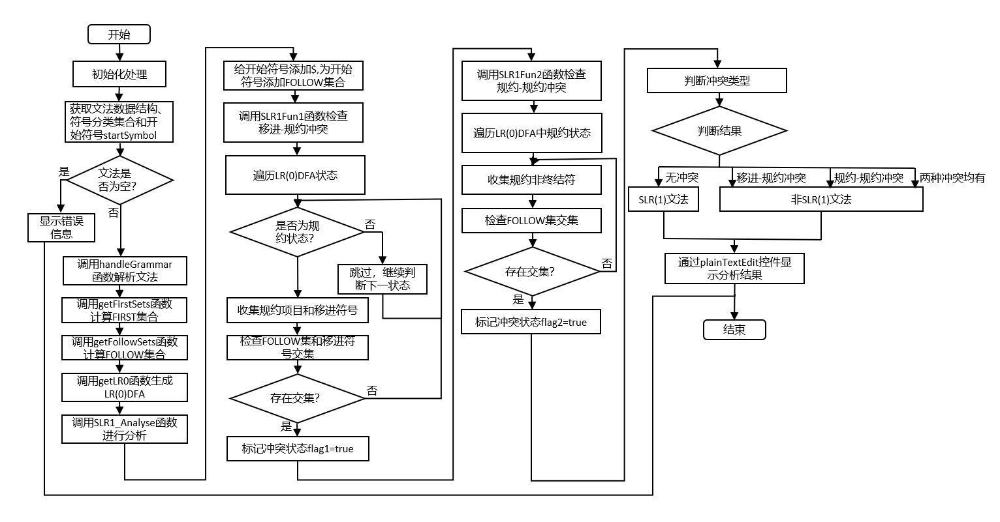 开始
初始化处理
获取文法数据结构、
符号分类集合和开
始符号startSymbol
文法是
否为空?
是
否
显示错误
信息
调用handleGrammar
函数解析文法
调用getFirstSets函数
计算FIRST集合
调用getFollowSets函数
计算FOLLOW集合
调用getLR0函数生成
LR(0)DFA
调用SLR1_Analyse函数
进行分析
给开始符号添加$,为开始
符号添加FOLLOW集合
调用SLR1Fun1函数检查
移进-规约冲突
遍历LR(0)DFA状态
是否为规
约状态?
否
跳过，继续判
断下一状态
收集规约项目和移进符号
检查FOLLOW集和移进符
号交集
存在交集?
否
是
标记冲突状态flag1=true
调用SLR1Fun2函数检查
规约-规约冲突
遍历LR(0)DFA中规约状态
收集规约非终结符
检查FOLLOW集交集
存在交集?
否
是
标记冲突状态flag2=true
判断冲突类型
判断结果
无冲突
移进-规约冲突
规约-规约冲突
两种冲突均有
SLR(1)文法
非SLR(1)文法
通过plainTextEdit控件显
示分析结果
结束